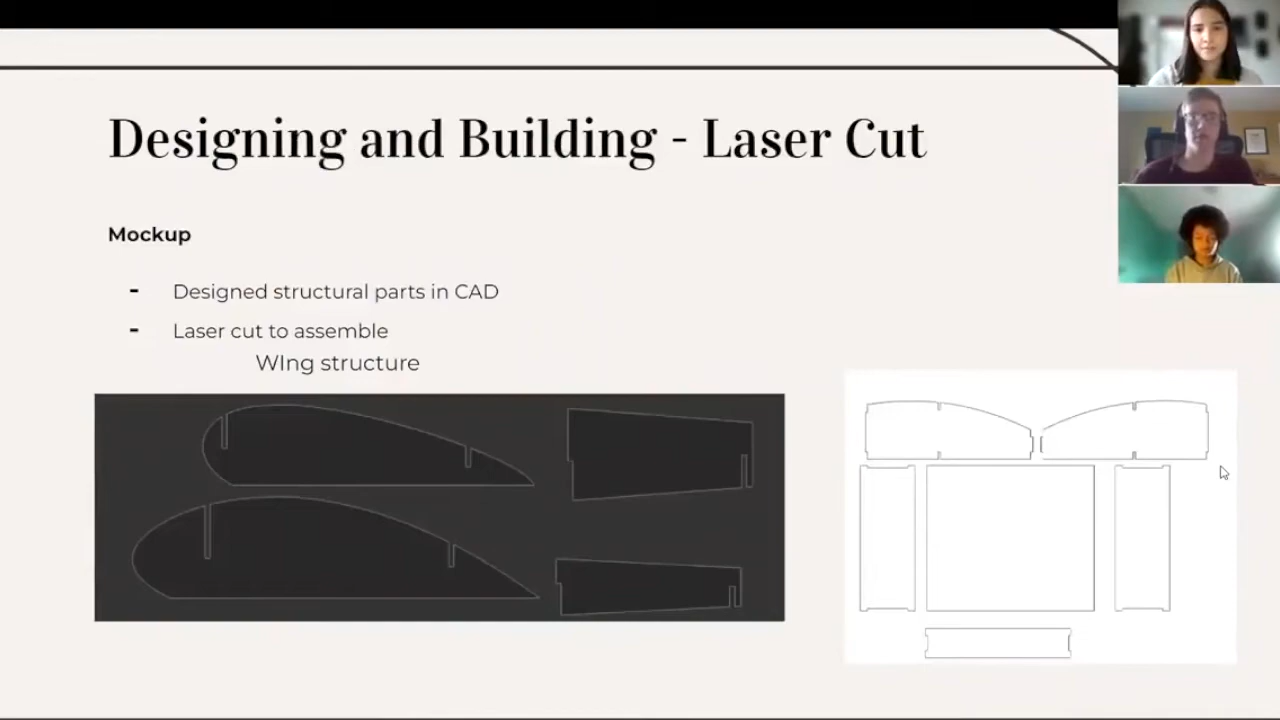 Designing and Building - Laser Cut
Mockup
- Designed structural parts in CAD
- Laser cut to assemble
WIng structure